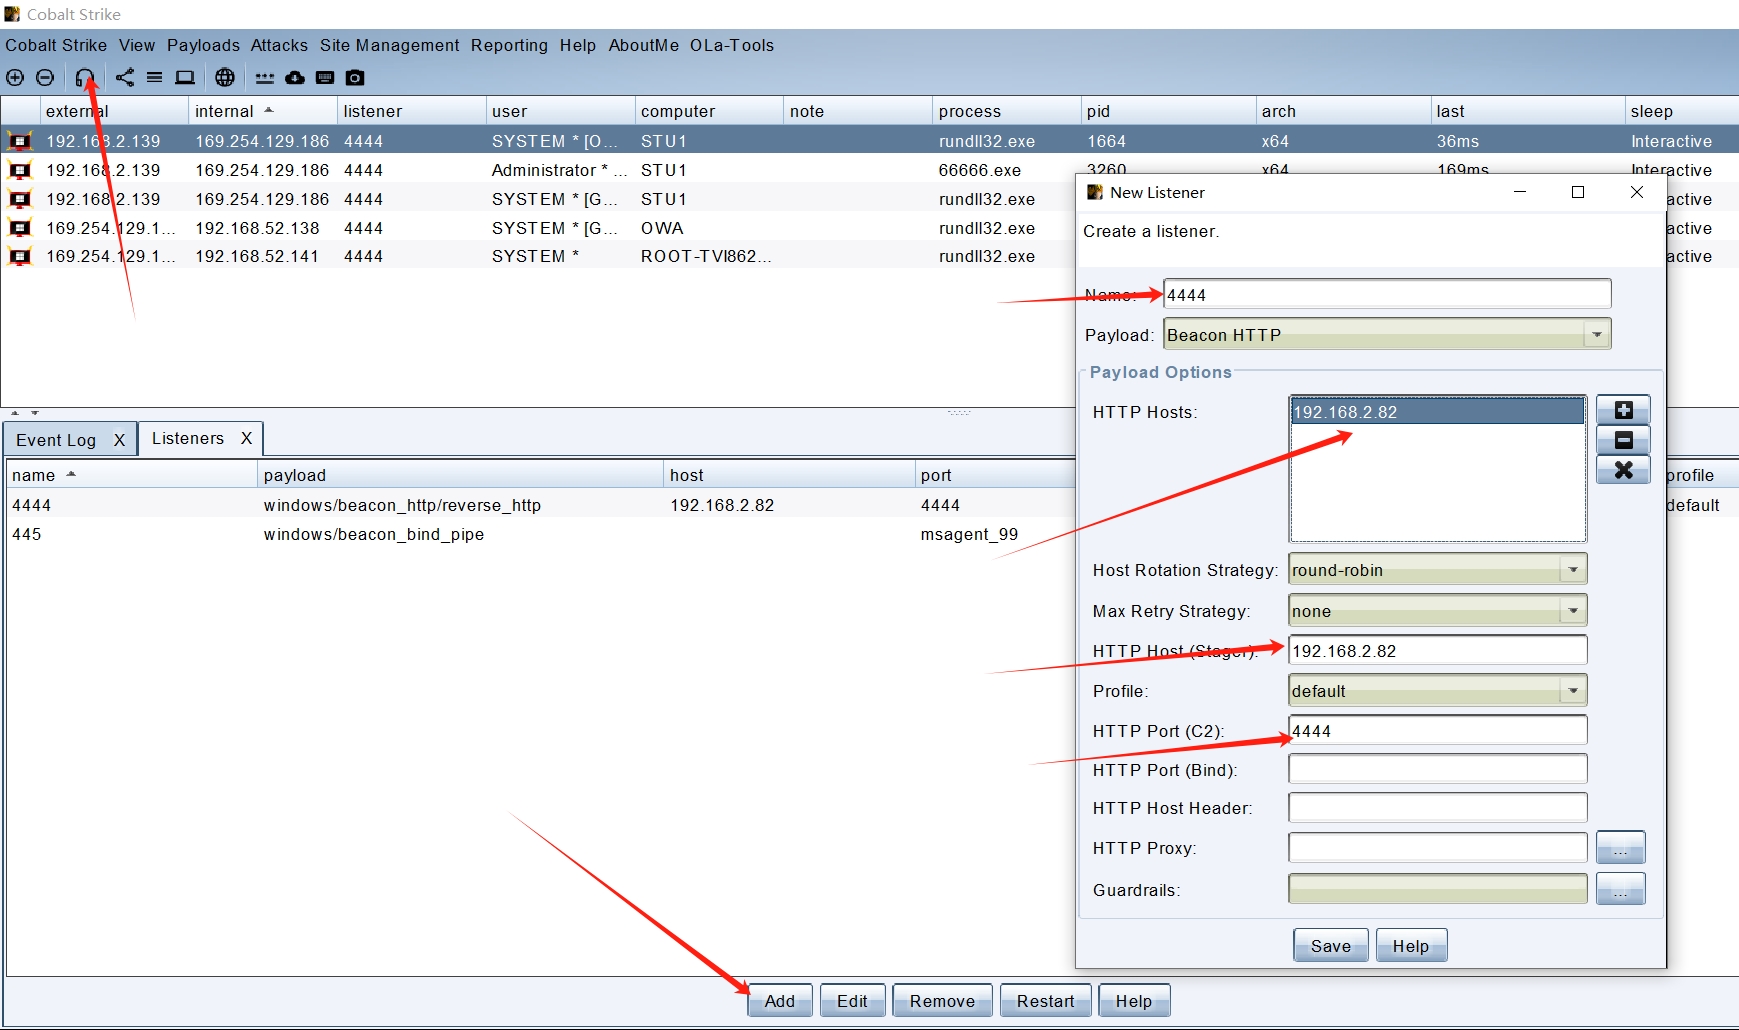 Cobalt Strike
Cobalt Strike View Payloads Attacks Site Management Reporting Help AboutMe OLa-Tools
external internal listener user computer note process pid arch last sleep
192.168.2.139 169.254.129.186 4444 SYSTEM * [O... STU1 rundll32.exe 1664 x64 36ms Interactive
192.168.2.139 169.254.129.186 4444 Administrator * ... STU1 66666.exe 3260 x64 169ms Interactive
192.168.2.139 169.254.129.186 4444 SYSTEM * [G... STU1 rundll32.exe active
169.254.129.1... 192.168.52.138 4444 SYSTEM * [G... OWA rundll32.exe active
169.254.129.1... 192.168.52.141 4444 SYSTEM * ROOT-TVI862... rundll32.exe active
Event Log X Listeners X
name payload host port profile
4444 windows/beacon_http/reverse_http 192.168.2.82 4444 default
445 windows/beacon_bind_pipe msagent_99
Add Edit Remove Restart Help
New Listener
Create a listener.
Name: 4444
Payload: Beacon HTTP
Payload Options
HTTP Hosts: 192.168.2.82
Host Rotation Strategy: round-robin
Max Retry Strategy: none
HTTP Host (Stager): 192.168.2.82
Profile: default
HTTP Port (C2): 4444
HTTP Port (Bind):
HTTP Host Header:
HTTP Proxy: ...
Guardrails: ...
Save Help